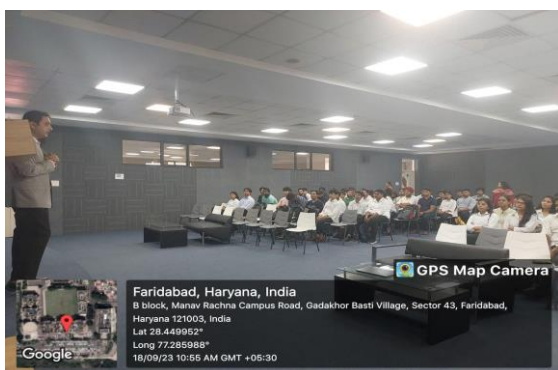 GPS Map Camera
Faridabad, Haryana, India
B block, Manav Rachna Campus Road, Gadakhor Basti Village, Sector 43, Faridabad,
Haryana 121003, India
Lat 28.449952°
Long 77.285988°
18/09/23 10:55 AM GMT +05:30
Google